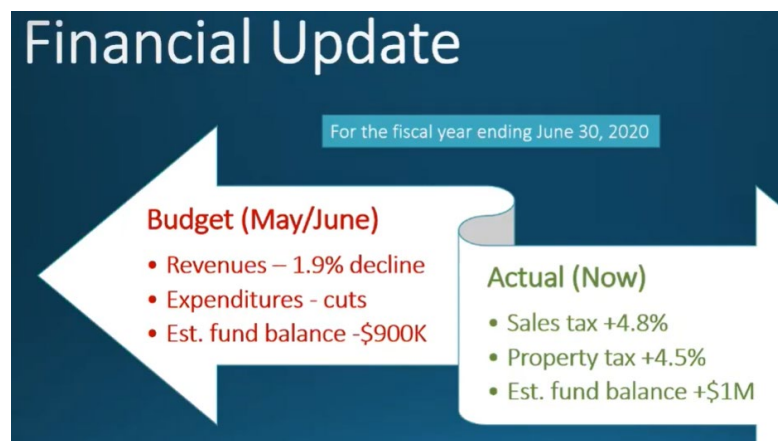 Financial Update
For the fiscal year ending June 30, 2020
Budget (May/June)
• Revenues – 1.9% decline
• Expenditures - cuts
• Est. fund balance -$900K
Actual (Now)
• Sales tax +4.8%
• Property tax +4.5%
• Est. fund balance +$1M